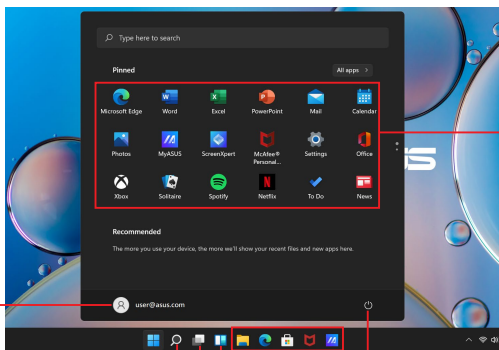 Type here to search
Pinned
All apps >
Microsoft Edge Word Excel PowerPoint Mail Calendar
Photos MyASUS ScreenXpert McAfee® Personal... Settings Office
Xbox Solitaire Spotify Netflix To Do News
Recommended
The more you use your device, the more we'll show your recent files and new apps here.
user@asus.com